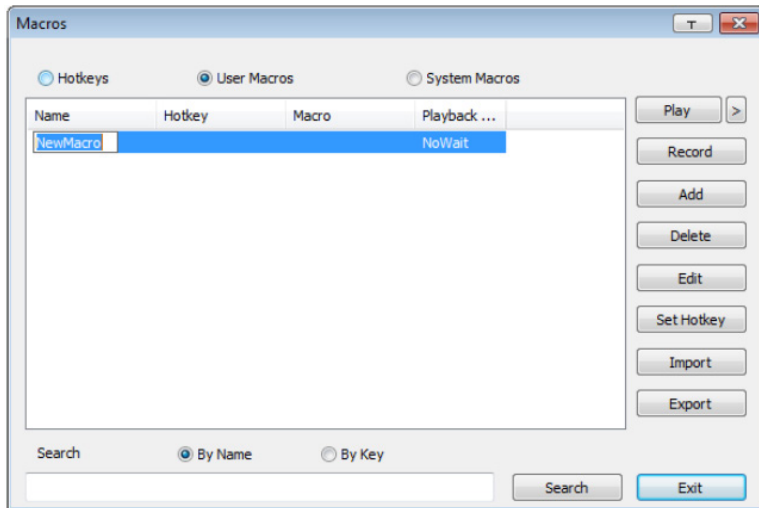 Macros
Hotkeys User Macros System Macros
Name Hotkey Macro Playback ... Play >
NewMacro NoWait
Record
Add
Delete
Edit
Set Hotkey
Import
Export
Search By Name By Key
Search Exit